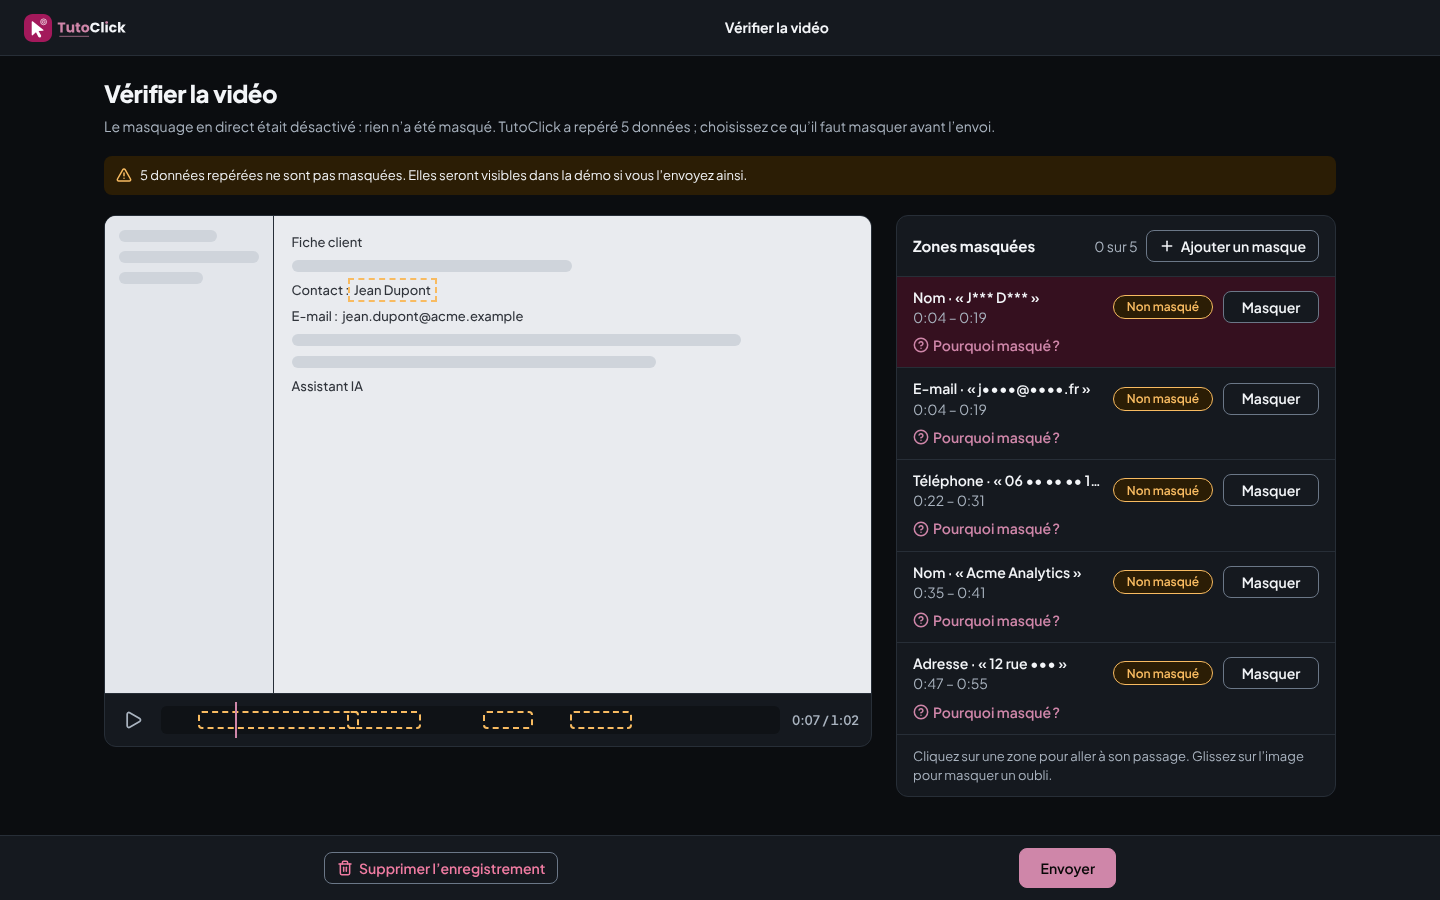 TutoClick
Vérifier la vidéo
Vérifier la vidéo
Le masquage en direct était désactivé : rien n'a été masqué. TutoClick a repéré 5 données ; choisissez ce qu'il faut masquer avant l'envoi.
5 données repérées ne sont pas masquées. Elles seront visibles dans la démo si vous l'envoyez ainsi.
Fiche client
Contact : Jean Dupont
E-mail : jean.dupont@acme.example
Assistant IA
0:07 / 1:02
Zones masquées
0 sur 5
Ajouter un masque
Nom · « J*** D*** »
0:04 – 0:19
Non masqué
Masquer
Pourquoi masqué ?
E-mail · « j••••@••••.fr »
0:04 – 0:19
Non masqué
Masquer
Pourquoi masqué ?
Téléphone · « 06 •• •• •• 1…
0:22 – 0:31
Non masqué
Masquer
Pourquoi masqué ?
Nom · « Acme Analytics »
0:35 – 0:41
Non masqué
Masquer
Pourquoi masqué ?
Adresse · « 12 rue ••• »
0:47 – 0:55
Non masqué
Masquer
Pourquoi masqué ?
Cliquez sur une zone pour aller à son passage. Glissez sur l'image
pour masquer un oubli.
Supprimer l'enregistrement
Envoyer